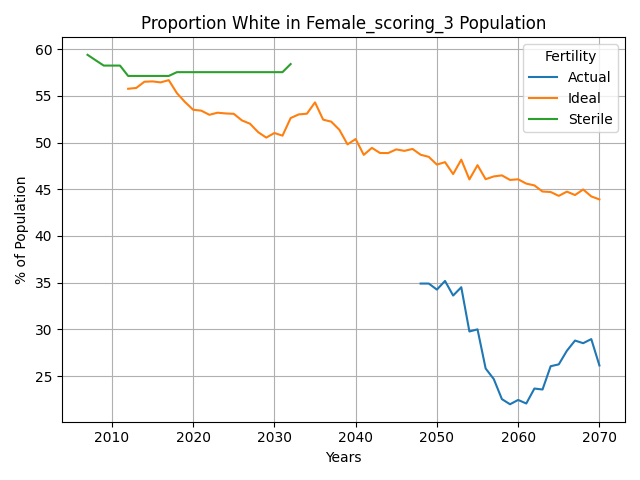 Proportion White in Female_scoring_3 Population
Fertility
Actual
Ideal
Sterile
% of Population
60
55
50
45
40
35
30
25
2010 2020 2030 2040 2050 2060 2070
Years